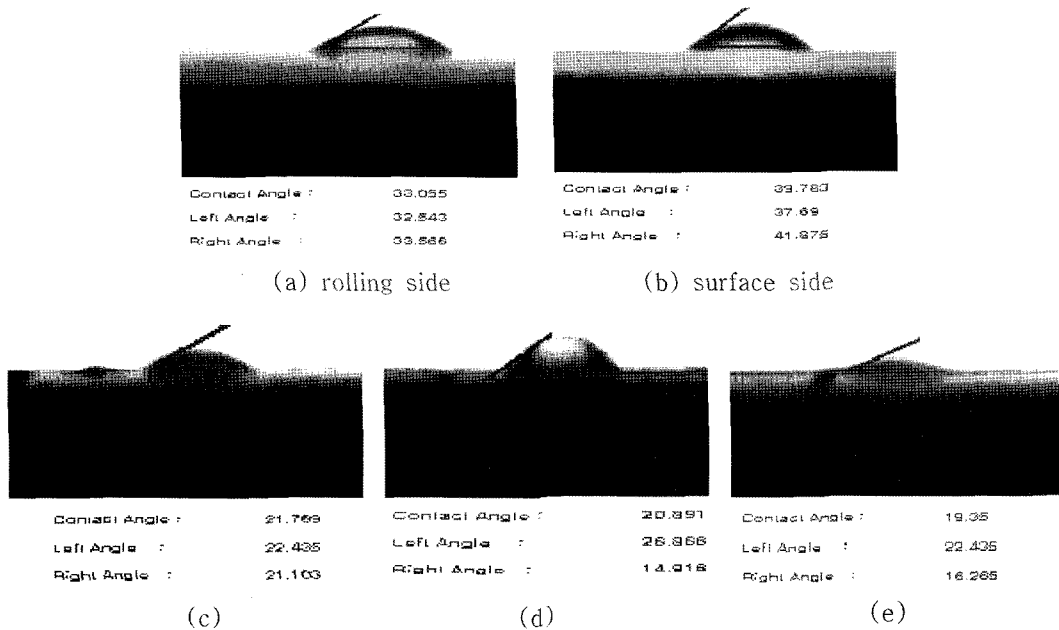 Contact Angle : 33.055
Left Angle : 32.543
Right Angle : 33.566
(a) rolling side
Contact Angle : 39.783
Left Angle : 37.69
Right Angle : 41.875
(b) surface side
Contact Angle : 21.769
Left Angle : 22.435
Right Angle : 21.103
(c)
Contact Angle : 20.891
Left Angle : 26.866
Right Angle : 14.916
(d)
Contact Angle : 19.35
Left Angle : 22.435
Right Angle : 16.265
(e)